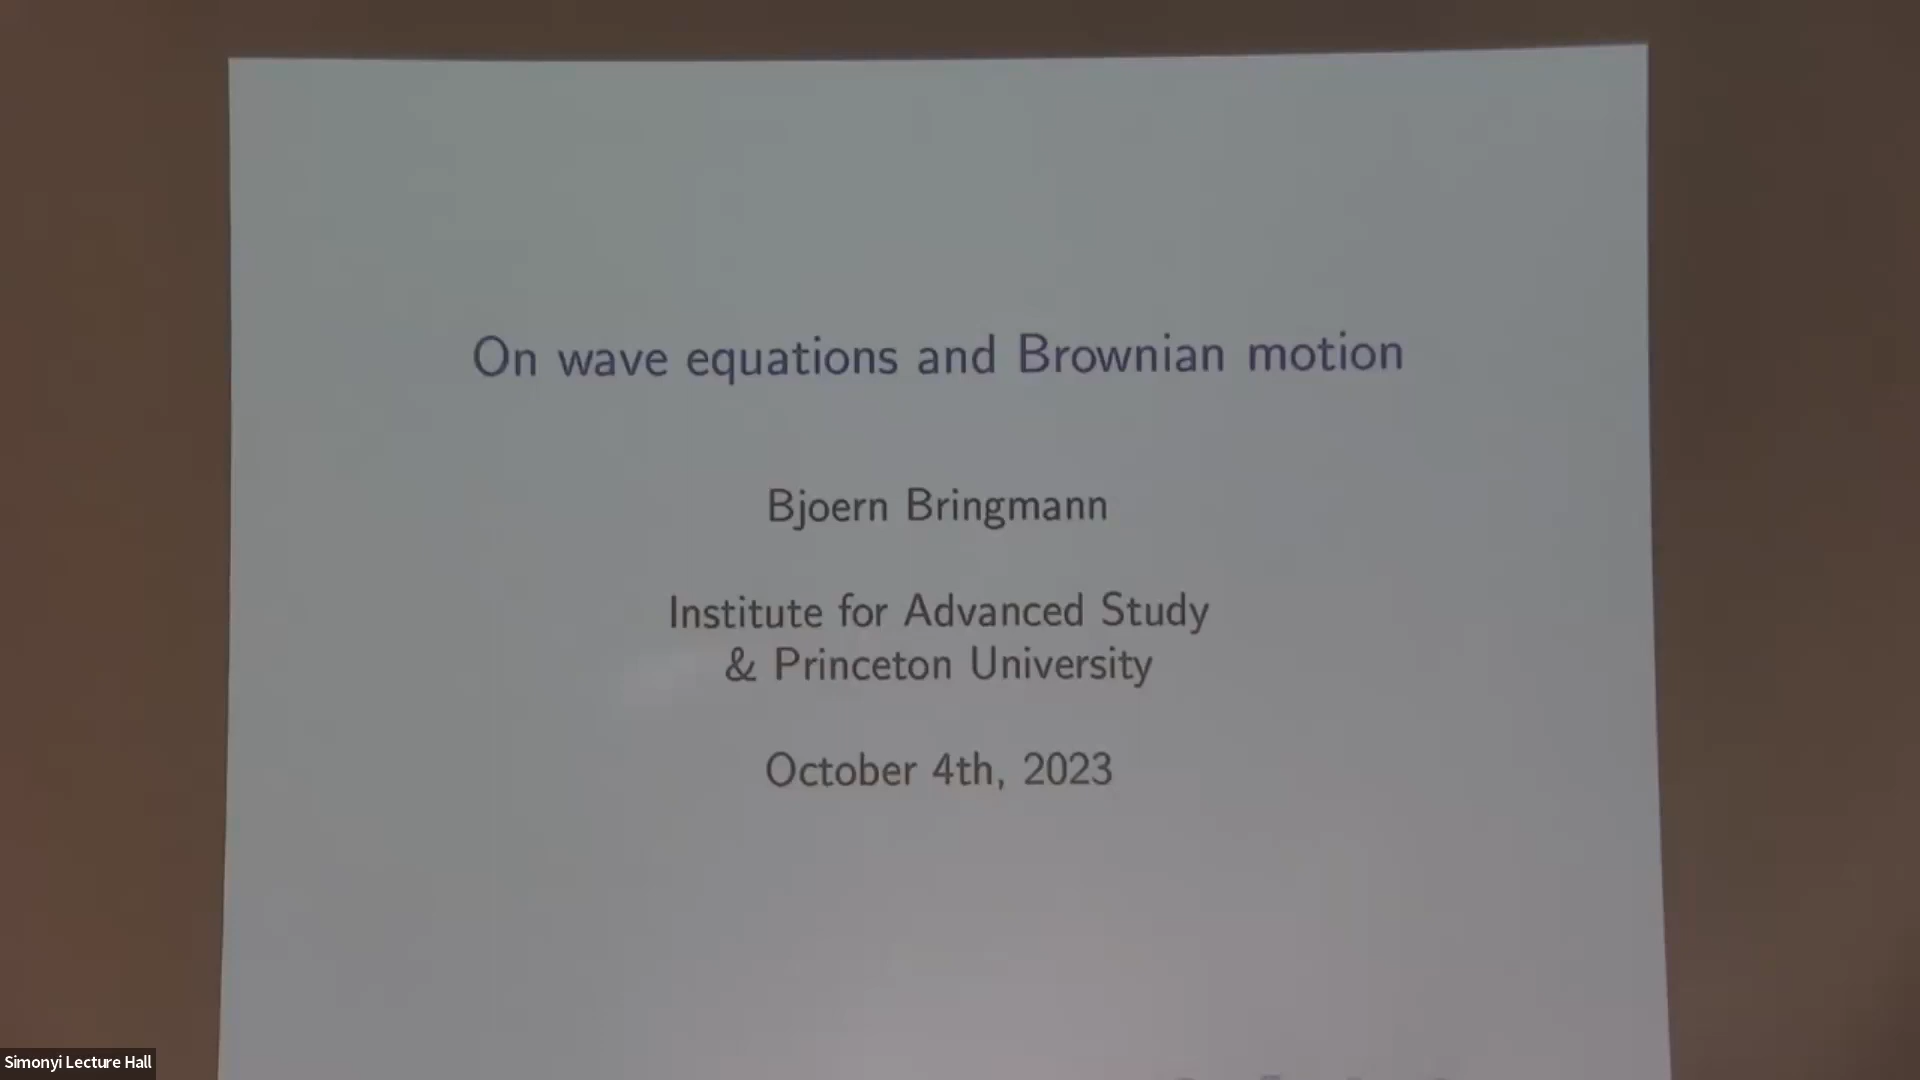 On wave equations and Brownian motion
Bjoern Bringmann
Institute for Advanced Study
& Princeton University
October 4th, 2023
Simonyi Lecture Hall